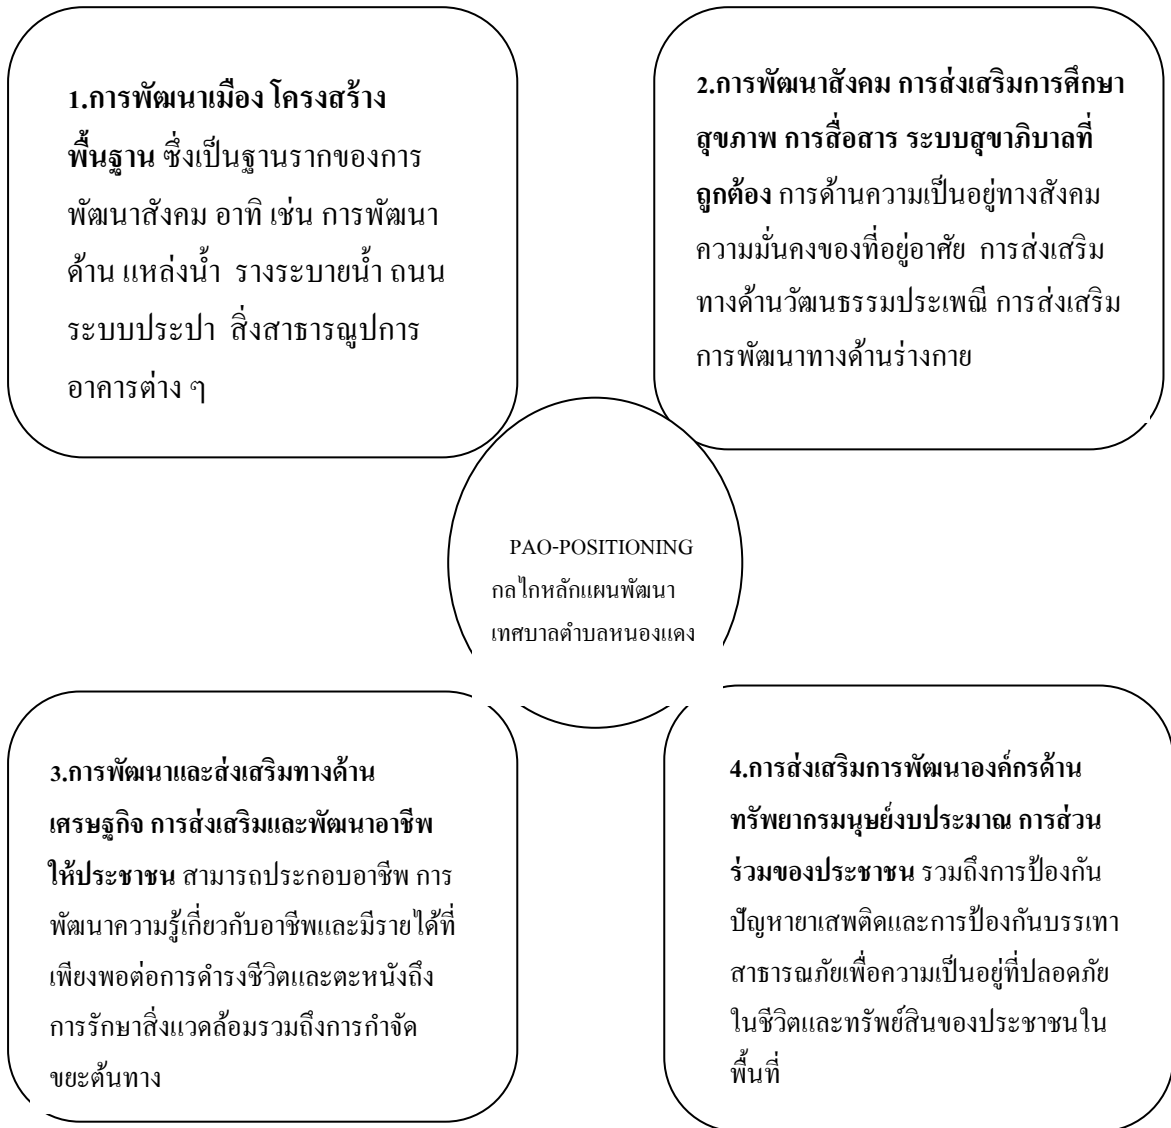 1.การพัฒนาเมือง โครงสร้าง
พื้นฐาน ซึ่งเป็นฐานรากของการ
พัฒนาสังคม อาทิ เช่น การพัฒนา
ด้าน แหล่งน้ำ รางระบายน้ำ ถนน
ระบบประปา สิ่งสาธารณูปการ
อาคารต่าง ๆ
2.การพัฒนาสังคม การส่งเสริมการศึกษา
สุขภาพ การสื่อสาร ระบบสุขาภิบาลที่
ถูกต้อง การด้านความเป็นอยู่ทางสังคม
ความมั่นคงของที่อยู่อาศัย การส่งเสริม
ทางด้านวัฒนธรรมประเพณี การส่งเสริม
การพัฒนาทางด้านร่างกาย
PAO-POSITIONING
กลไกหลักแผนพัฒนา
เทศบาลตำบลหนองแดง
3.การพัฒนาและส่งเสริมทางด้าน
เศรษฐกิจ การส่งเสริมและพัฒนาอาชีพ
ให้ประชาชน สามารถประกอบอาชีพ การ
พัฒนาความรู้เกี่ยวกับอาชีพและมีรายได้ที่
เพียงพอต่อการดำรงชีวิตและตะหนังถึง
การรักษาสิ่งแวดล้อมรวมถึงการกำจัด
ขยะต้นทาง
4.การส่งเสริมการพัฒนาองค์กรด้าน
ทรัพยากรมนุษย์งบประมาณ การส่วน
ร่วมของประชาชน รวมถึงการป้องกัน
ปัญหายาเสพติดและการป้องกันบรรเทา
สาธารณภัยเพื่อความเป็นอยู่ที่ปลอดภัย
ในชีวิตและทรัพย์สินของประชาชนใน
พื้นที่